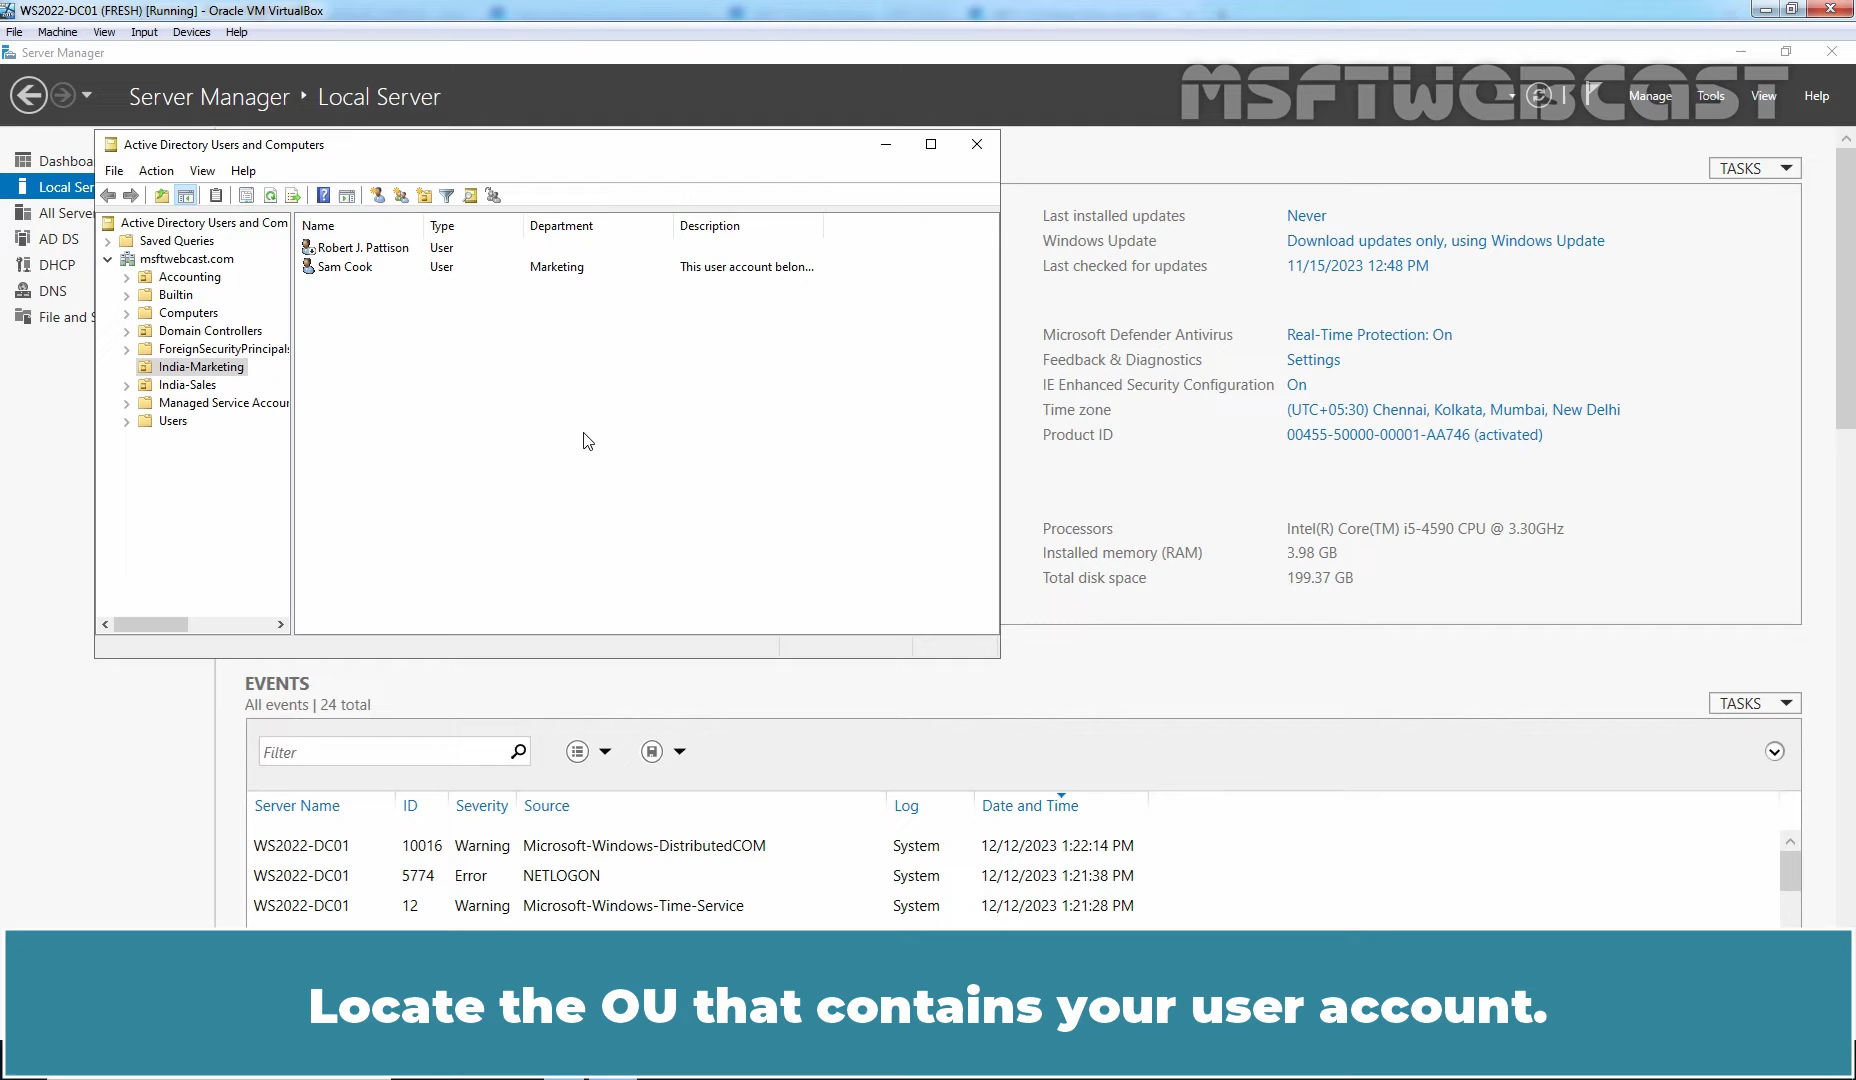 WS2022-DC01 (FRESH) [Running] - Oracle VM VirtualBox
File Machine View Input Devices Help
Server Manager
Server Manager ‣ Local Server
MSFTWEBCAST
Manage Tools View Help
Dashboa
Local Ser
All Server
AD DS
DHCP
DNS
File and S
Active Directory Users and Computers
File Action View Help
Active Directory Users and Com
Saved Queries
msftwebcast.com
Accounting
Builtin
Computers
Domain Controllers
ForeignSecurityPrincipals
India-Marketing
India-Sales
Managed Service Accour
Users
Name Type Department Description
Robert J. Pattison User
Sam Cook User Marketing This user account belon...
TASKS
Last installed updates Never
Windows Update Download updates only, using Windows Update
Last checked for updates 11/15/2023 12:48 PM
Microsoft Defender Antivirus Real-Time Protection: On
Feedback & Diagnostics Settings
IE Enhanced Security Configuration On
Time zone (UTC+05:30) Chennai, Kolkata, Mumbai, New Delhi
Product ID 00455-50000-00001-AA746 (activated)
Processors Intel(R) Core(TM) i5-4590 CPU @ 3.30GHz
Installed memory (RAM) 3.98 GB
Total disk space 199.37 GB
EVENTS
All events | 24 total
TASKS
Filter
Server Name ID Severity Source Log Date and Time
WS2022-DC01 10016 Warning Microsoft-Windows-DistributedCOM System 12/12/2023 1:22:14 PM
WS2022-DC01 5774 Error NETLOGON System 12/12/2023 1:21:38 PM
WS2022-DC01 12 Warning Microsoft-Windows-Time-Service System 12/12/2023 1:21:28 PM
Locate the OU that contains your user account.